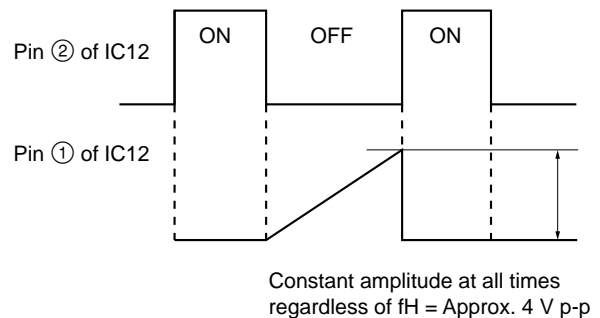 ON OFF ON
Pin ② of IC12
Pin ① of IC12
Constant amplitude at all times
regardless of fH = Approx. 4 V p-p